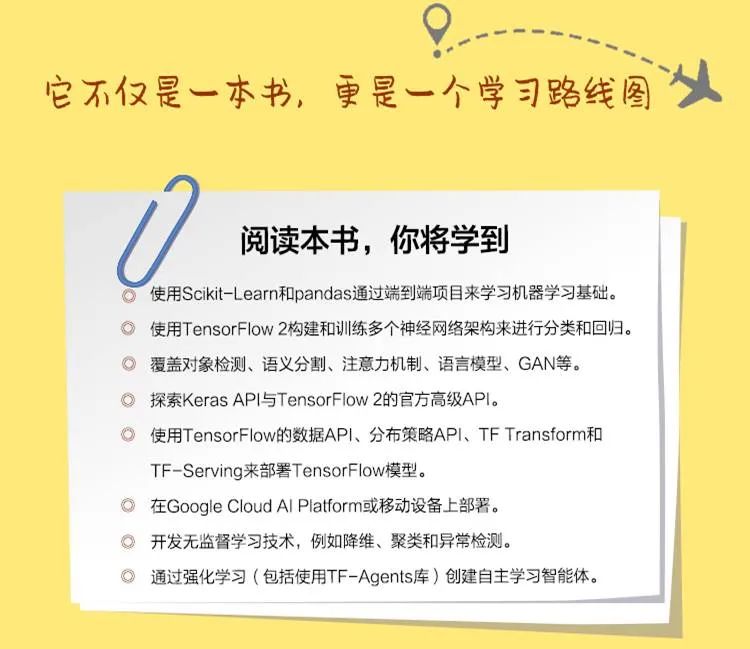 它不仅是一本书，更是一个学习路线图
阅读本书，你将学到
使用Scikit-Learn和pandas通过端到端项目来学习机器学习基础。
使用TensorFlow 2构建和训练多个神经网络架构来进行分类和回归。
覆盖对象检测、语义分割、注意力机制、语言模型、GAN等。
探索Keras API与TensorFlow 2的官方高级API。
使用TensorFlow的数据API、分布策略API、TF Transform和
TF-Serving来部署TensorFlow模型。
在Google Cloud AI Platform或移动设备上部署。
开发无监督学习技术，例如降维、聚类和异常检测。
通过强化学习（包括使用TF-Agents库）创建自主学习智能体。